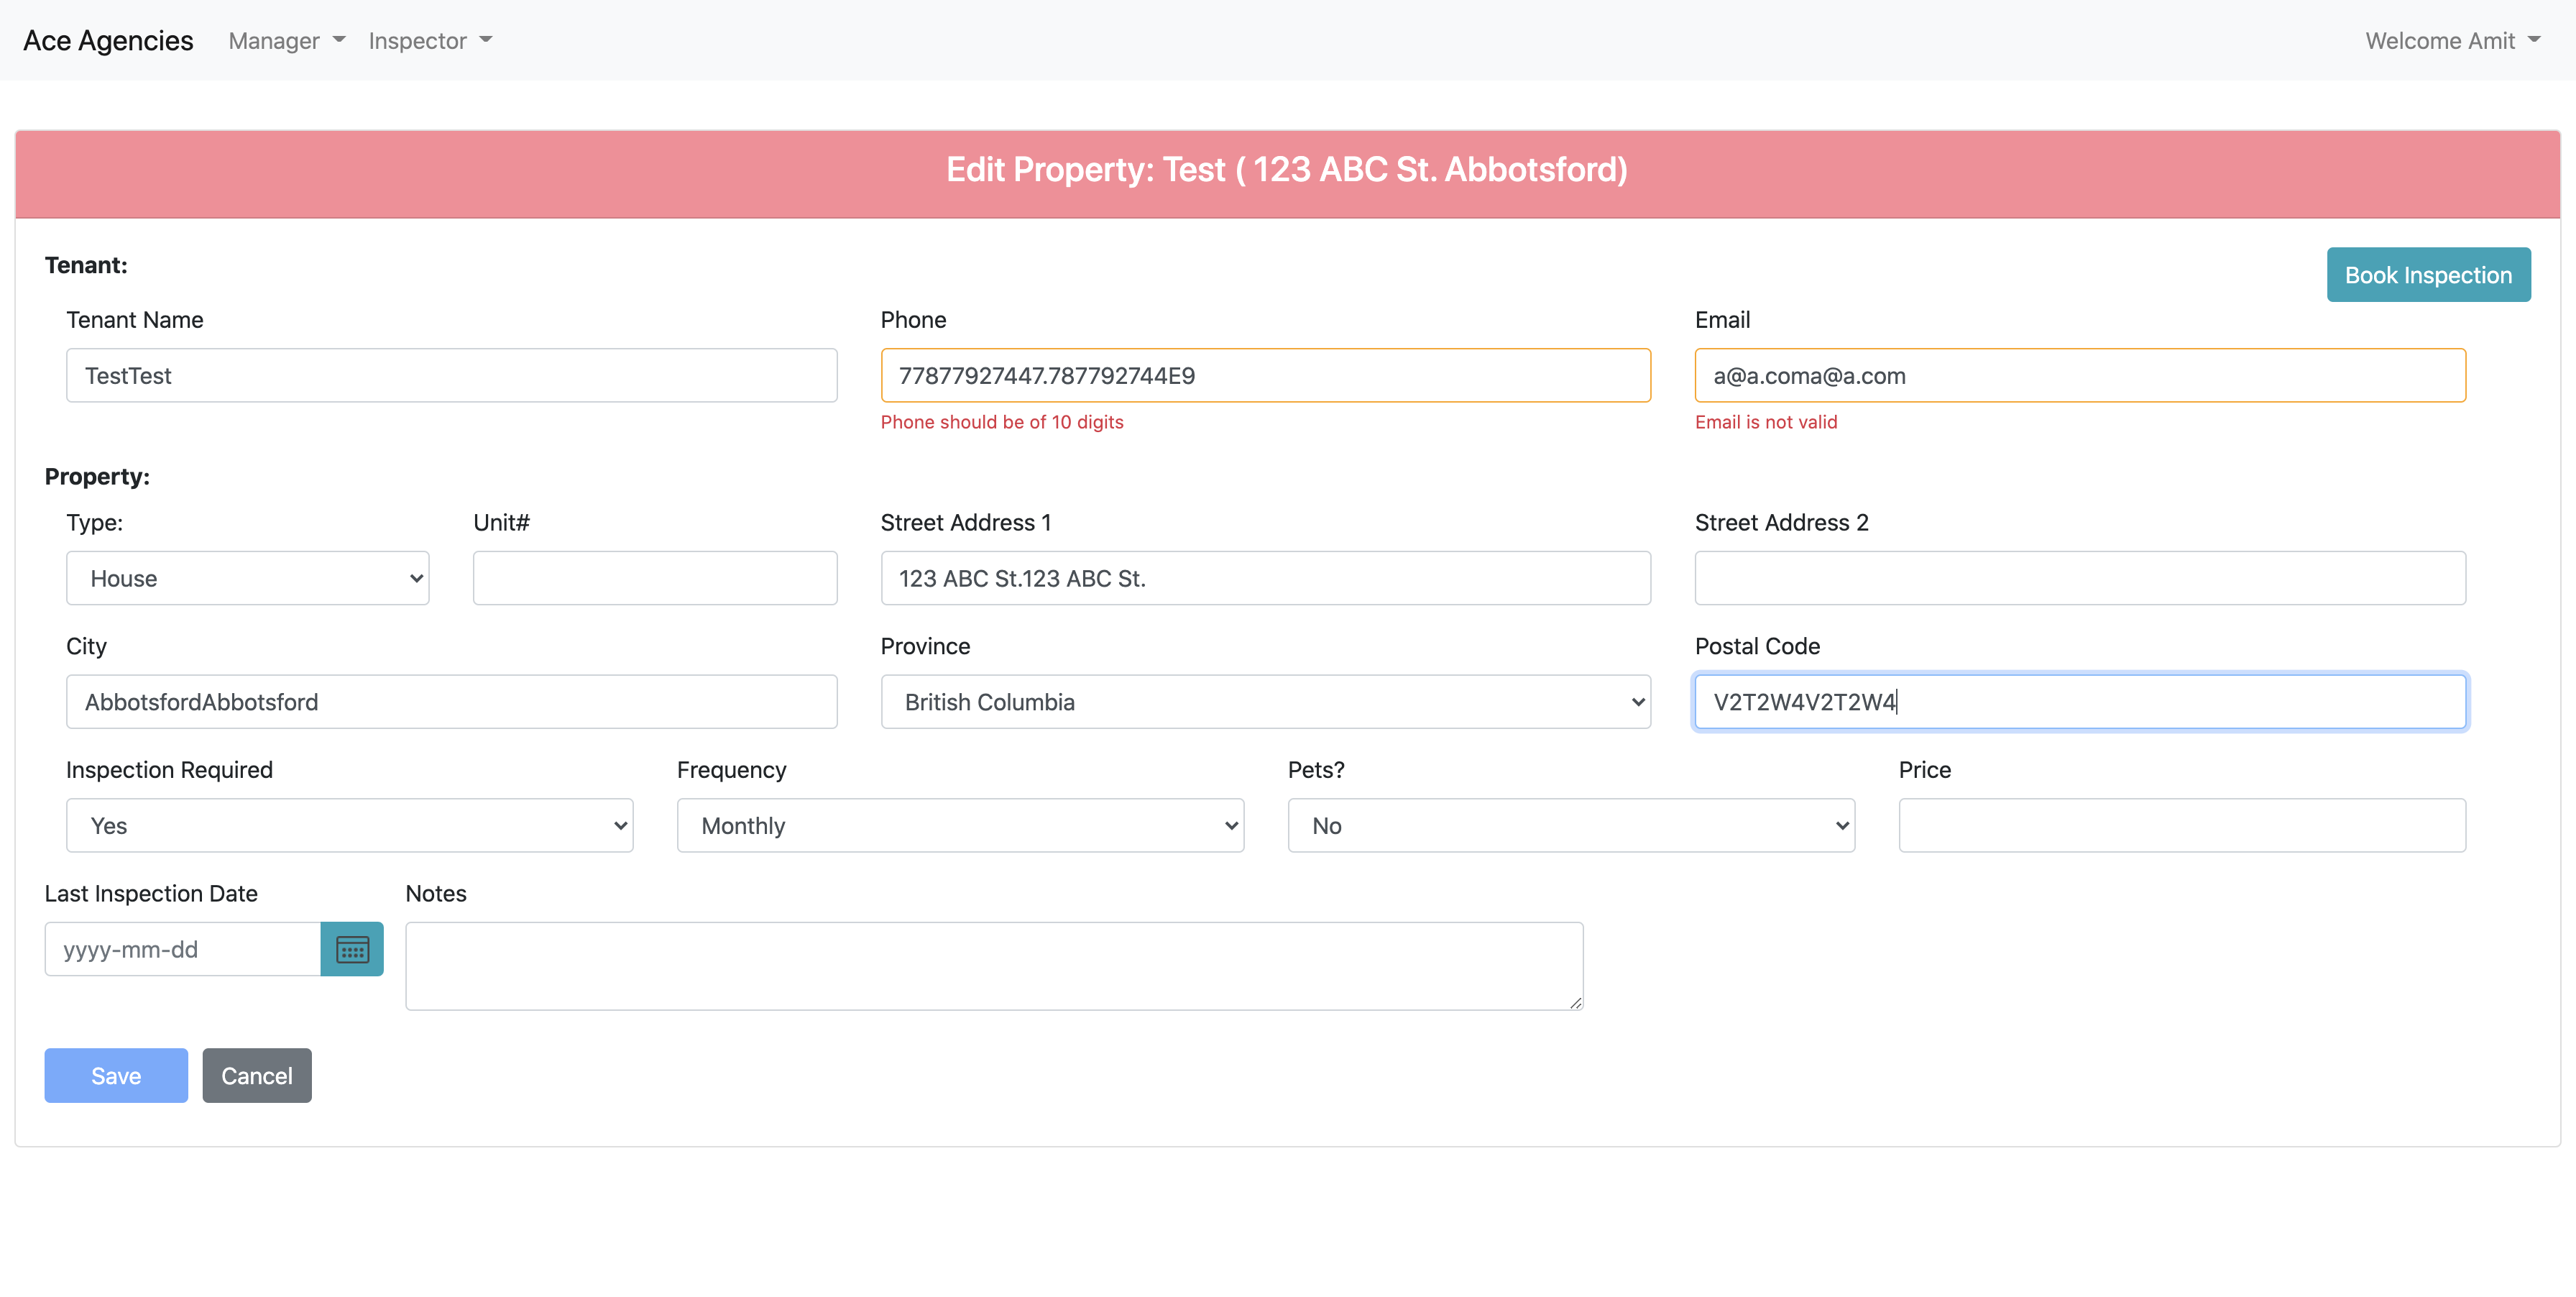 Ace Agencies Manager Inspector Welcome Amit
Edit Property: Test ( 123 ABC St. Abbotsford)
Tenant:
Book Inspection
Tenant Name Phone Email
TestTest 77877927447.787792744E9 a@a.coma@a.com
Phone should be of 10 digits Email is not valid
Property:
Type: Unit# Street Address 1 Street Address 2
House 123 ABC St.123 ABC St.
City Province Postal Code
AbbotsfordAbbotsford British Columbia V2T2W4V2T2W4
Inspection Required Frequency Pets? Price
Yes Monthly No
Last Inspection Date Notes
yyyy-mm-dd
Save Cancel